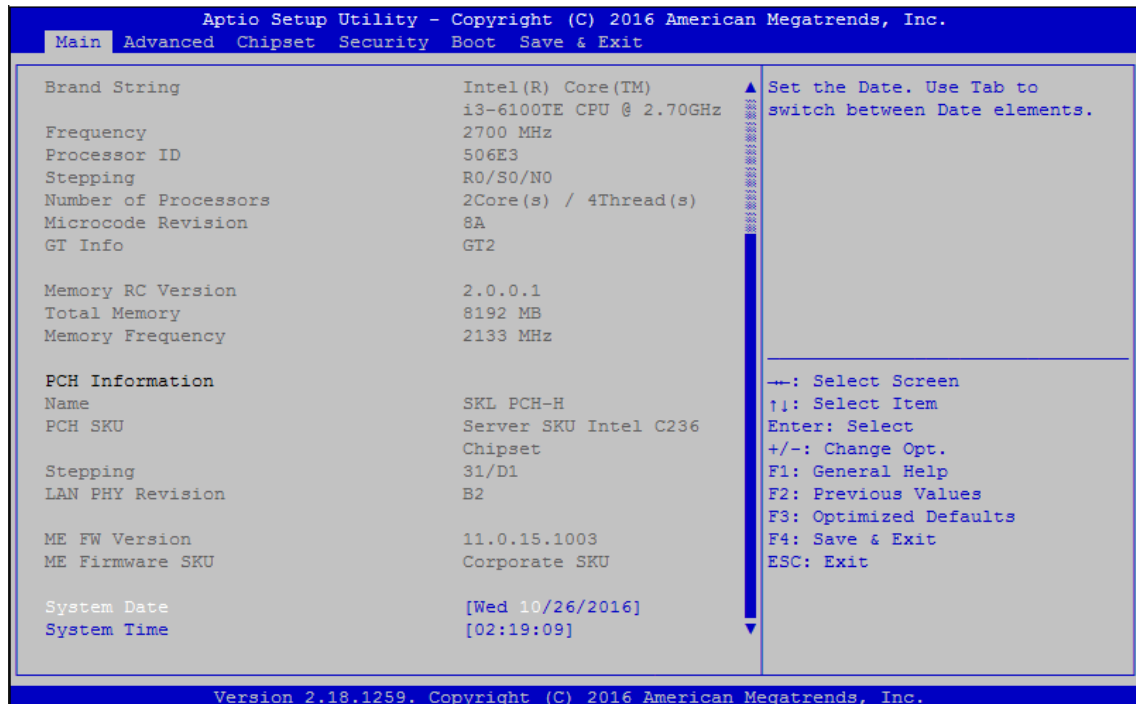 Aptio Setup Utility – Copyright (C) 2016 American Megatrends, Inc.
Main Advanced Chipset Security Boot Save & Exit
Brand String Intel(R) Core(TM)
i3-6100TE CPU @ 2.70GHz
Frequency 2700 MHz
Processor ID 506E3
Stepping R0/S0/N0
Number of Processors 2Core(s) / 4Thread(s)
Microcode Revision 8A
GT Info GT2
Memory RC Version 2.0.0.1
Total Memory 8192 MB
Memory Frequency 2133 MHz
PCH Information
Name SKL PCH-H
PCH SKU Server SKU Intel C236
Chipset
Stepping 31/D1
LAN PHY Revision B2
ME FW Version 11.0.15.1003
ME Firmware SKU Corporate SKU
System Date [Wed 10/26/2016]
System Time [02:19:09]
Set the Date. Use Tab to
switch between Date elements.
→←: Select Screen
↑↓: Select Item
Enter: Select
+/-: Change Opt.
F1: General Help
F2: Previous Values
F3: Optimized Defaults
F4: Save & Exit
ESC: Exit
Version 2.18.1259. Copyright (C) 2016 American Megatrends, Inc.